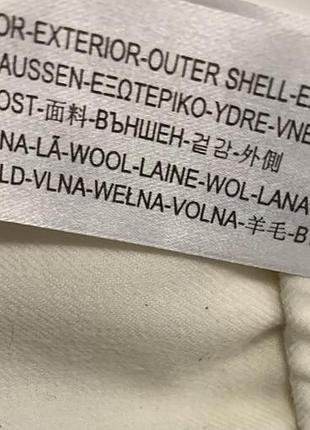 OR-EXTERIOR-OUTER SHELL-E
AUSSEN-ΕΞΩΤΕΡΙΚΟ-YDRE-VNE
OST-面料-ВЪНШЕН-겉감-外側
NA-LÃ-WOOL-LAINE-WOL-LANA
LD-VLNA-WEŁNA-VOLNA-羊毛-В